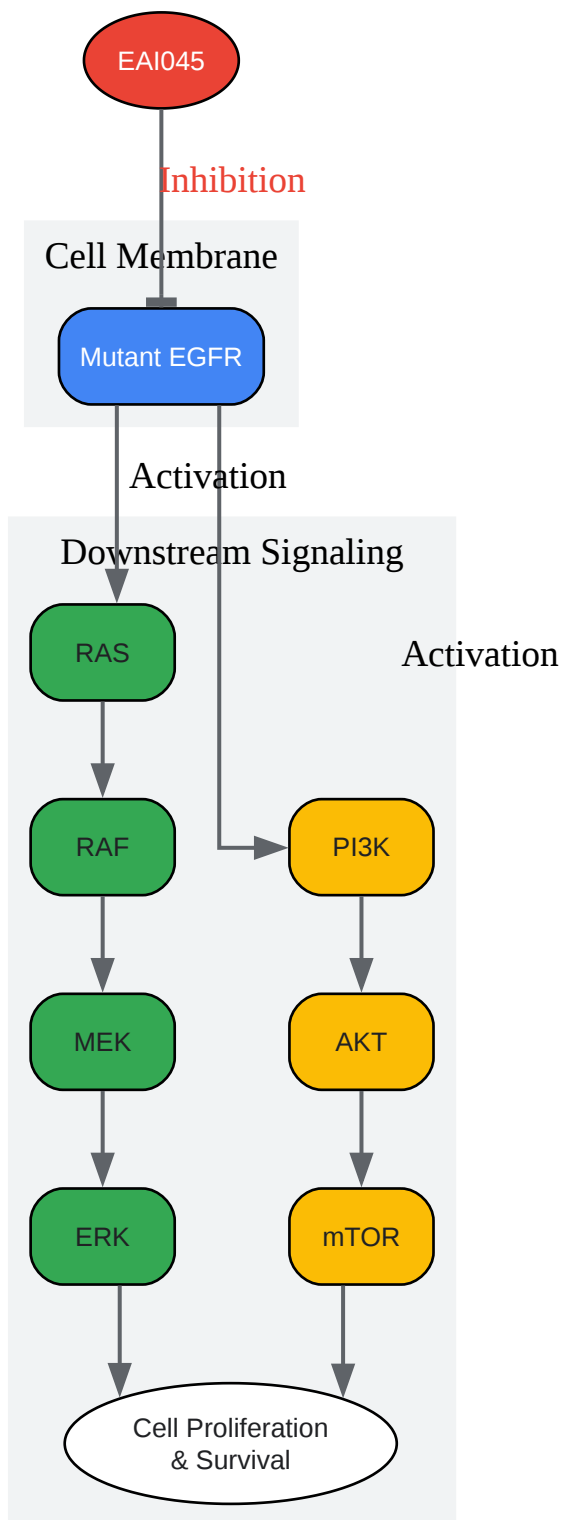 EAI045
Inhibition
Cell Membrane
Mutant EGFR
Activation
Downstream Signaling
RAS
Activation
RAF
PI3K
MEK
AKT
ERK
mTOR
Cell Proliferation
& Survival